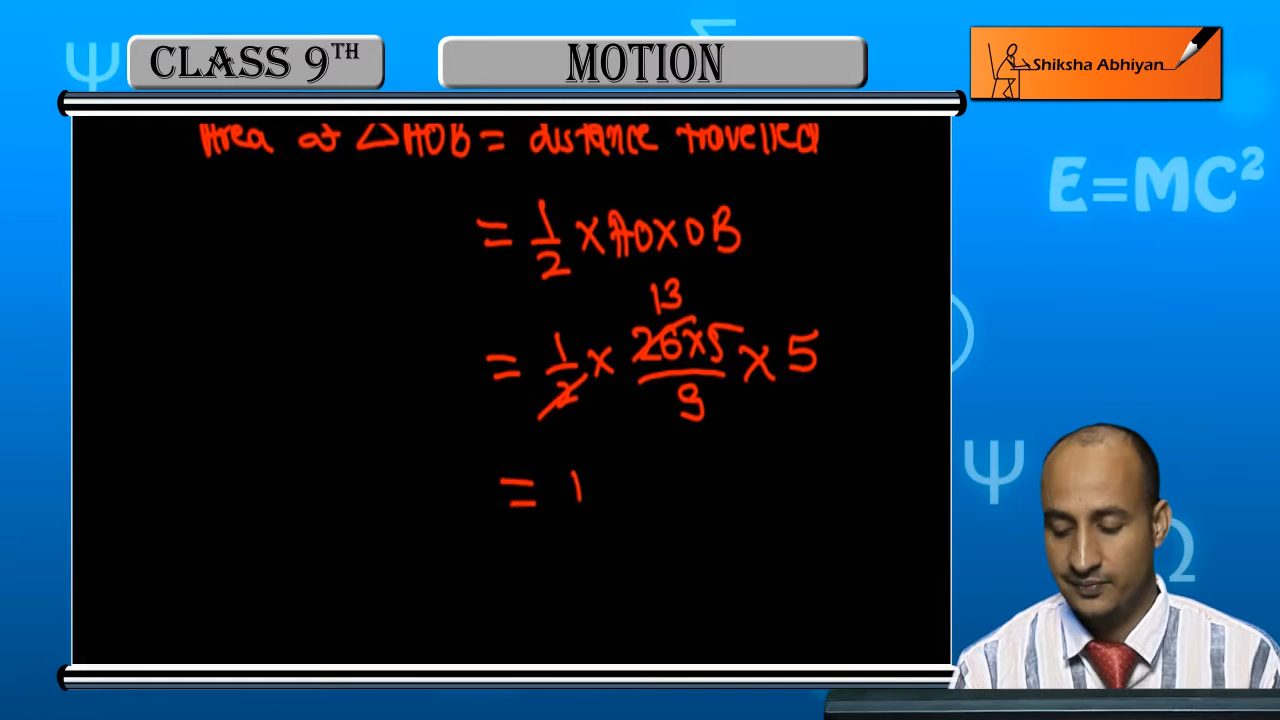 CLASS 9TH
MOTION
Shiksha Abhiyan
Σ
Ψ
E=MC²
Area of △AOB = distance travelled
= 1/2 × AO × OB
13
= 1/2 × 26×5/9 × 5
= 1
Ψ
Ω